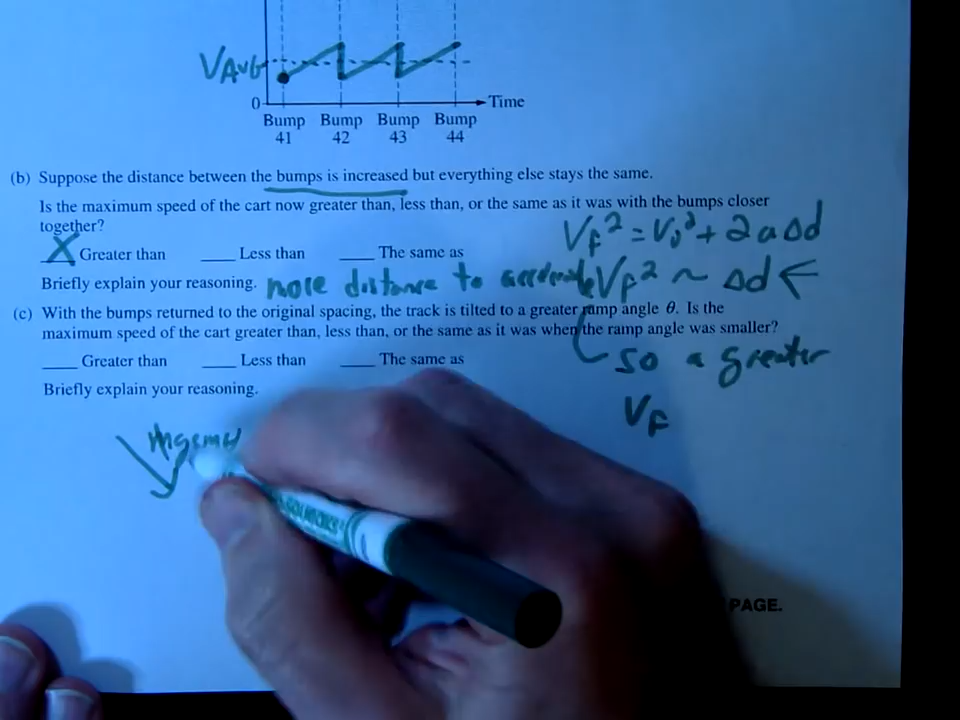 VAVG
0
Time
Bump Bump Bump Bump
41 42 43 44
(b) Suppose the distance between the bumps is increased but everything else stays the same.
Is the maximum speed of the cart now greater than, less than, or the same as it was with the bumps closer
together?
X Greater than ___ Less than ___ The same as
VF² = V0² + 2aΔd
Briefly explain your reasoning. more distance to accelerate VF² ~ Δd ←
(c) With the bumps returned to the original spacing, the track is tilted to a greater ramp angle θ. Is the
maximum speed of the cart greater than, less than, or the same as it was when the ramp angle was smaller?
___ Greater than ___ Less than ___ The same as
so a greater
VF
Briefly explain your reasoning.
PAGE.